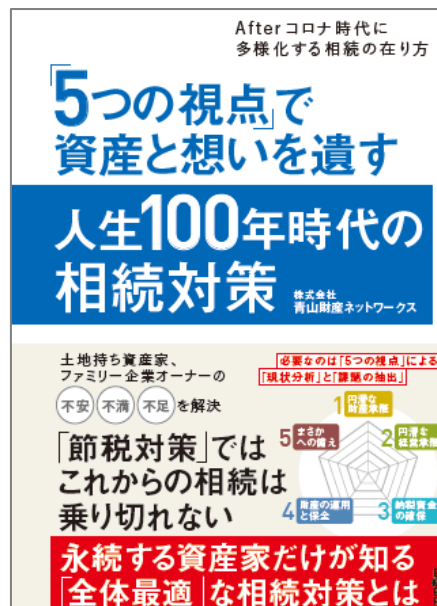 Afterコロナ時代に
多様化する相続の在り方
「5つの視点」で
資産と想いを遺す
人生100年時代の
相続対策
株式会社
青山財産ネットワークス
土地持ち資産家、
ファミリー企業オーナーの
不安 不満 不足 を解決
「節税対策」では
これからの相続は
乗り切れない
必要なのは「5つの視点」による
「現状分析」と「課題の抽出」
1 円滑な
財産承継
2 円滑な
経営承継
3 納税資金
の確保
4 財産の運用
と保全
5 まさか
への備え
永続する資産家だけが知る
「全体最適」な相続対策とは